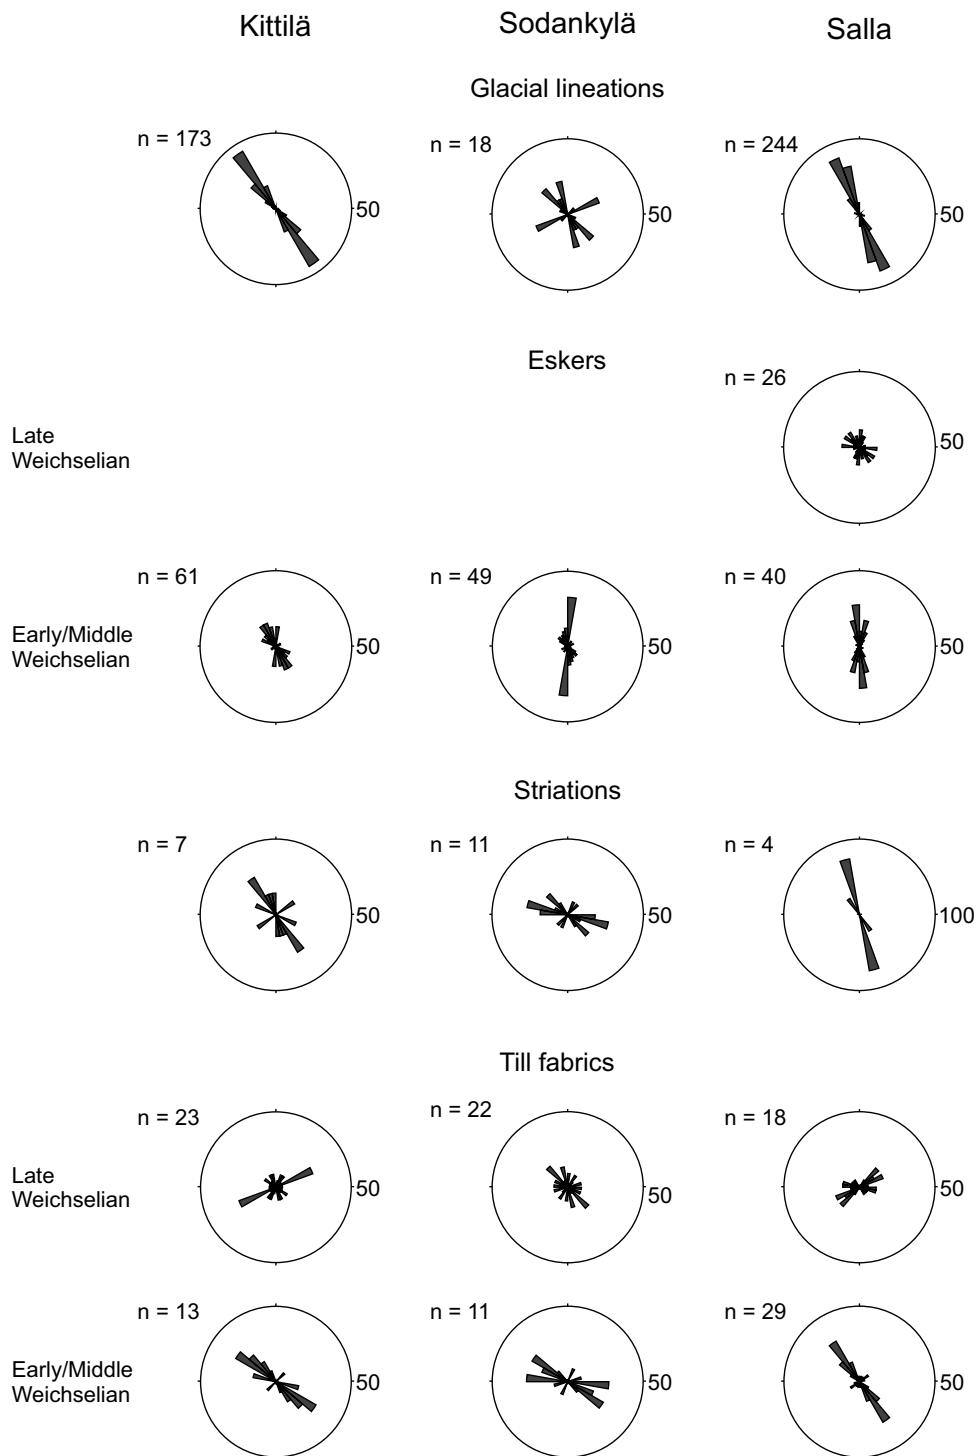 Kittilä Sodankylä Salla
Glacial lineations
n = 173 50 n = 18 50 n = 244 50
Eskers
Late
Weichselian
n = 26 50
Early/Middle
Weichselian
n = 61 50 n = 49 50 n = 40 50
Striations
n = 7 50 n = 11 50 n = 4 100
Till fabrics
Late
Weichselian
n = 23 50 n = 22 50 n = 18 50
Early/Middle
Weichselian
n = 13 50 n = 11 50 n = 29 50